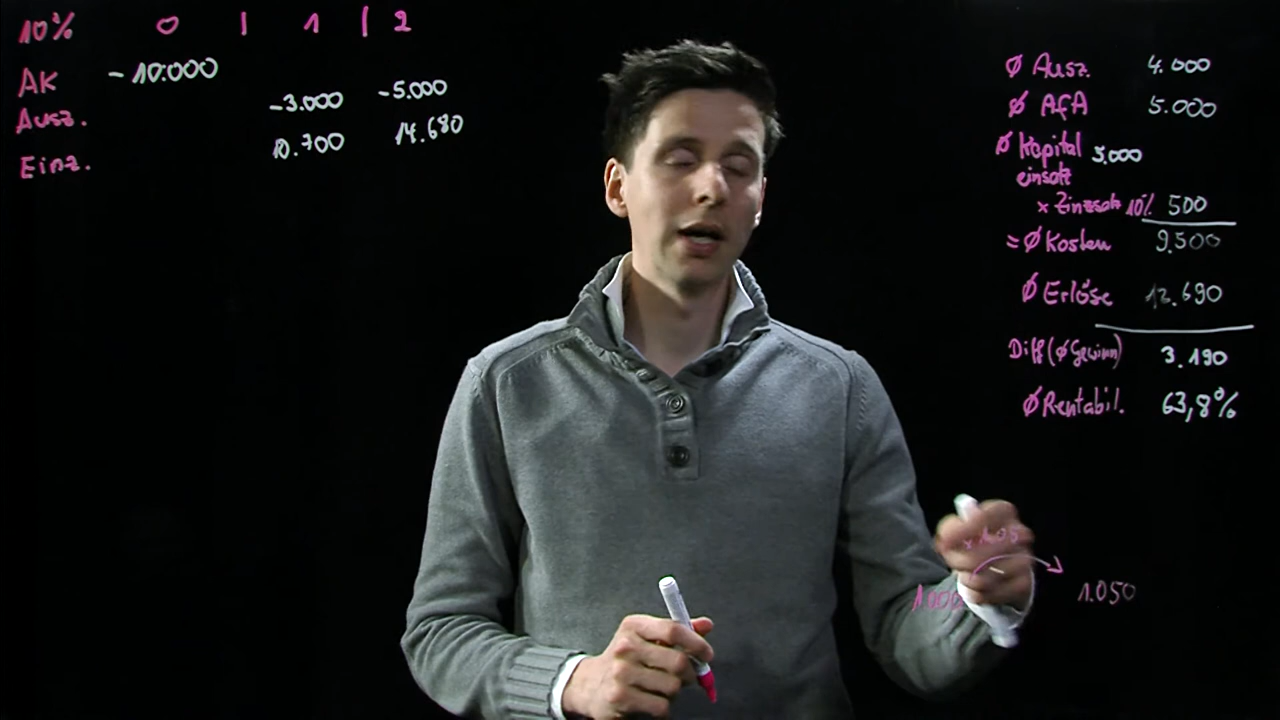 10% 0 | 1 | 2
AK - 10.000
Ausz. -3.000 -5.000
Einz. 10.700 14.680
Ø Ausz. 4.000
Ø AfA 5.000
Ø Kapital 5.000
einsatz
x Zinssatz 10% 500
= Ø Kosten 9.500
Ø Erlöse 12.690
Diff (Ø Gewinn) 3.190
Ø Rentabil. 63,8%
x 1.05
1.000 1.050